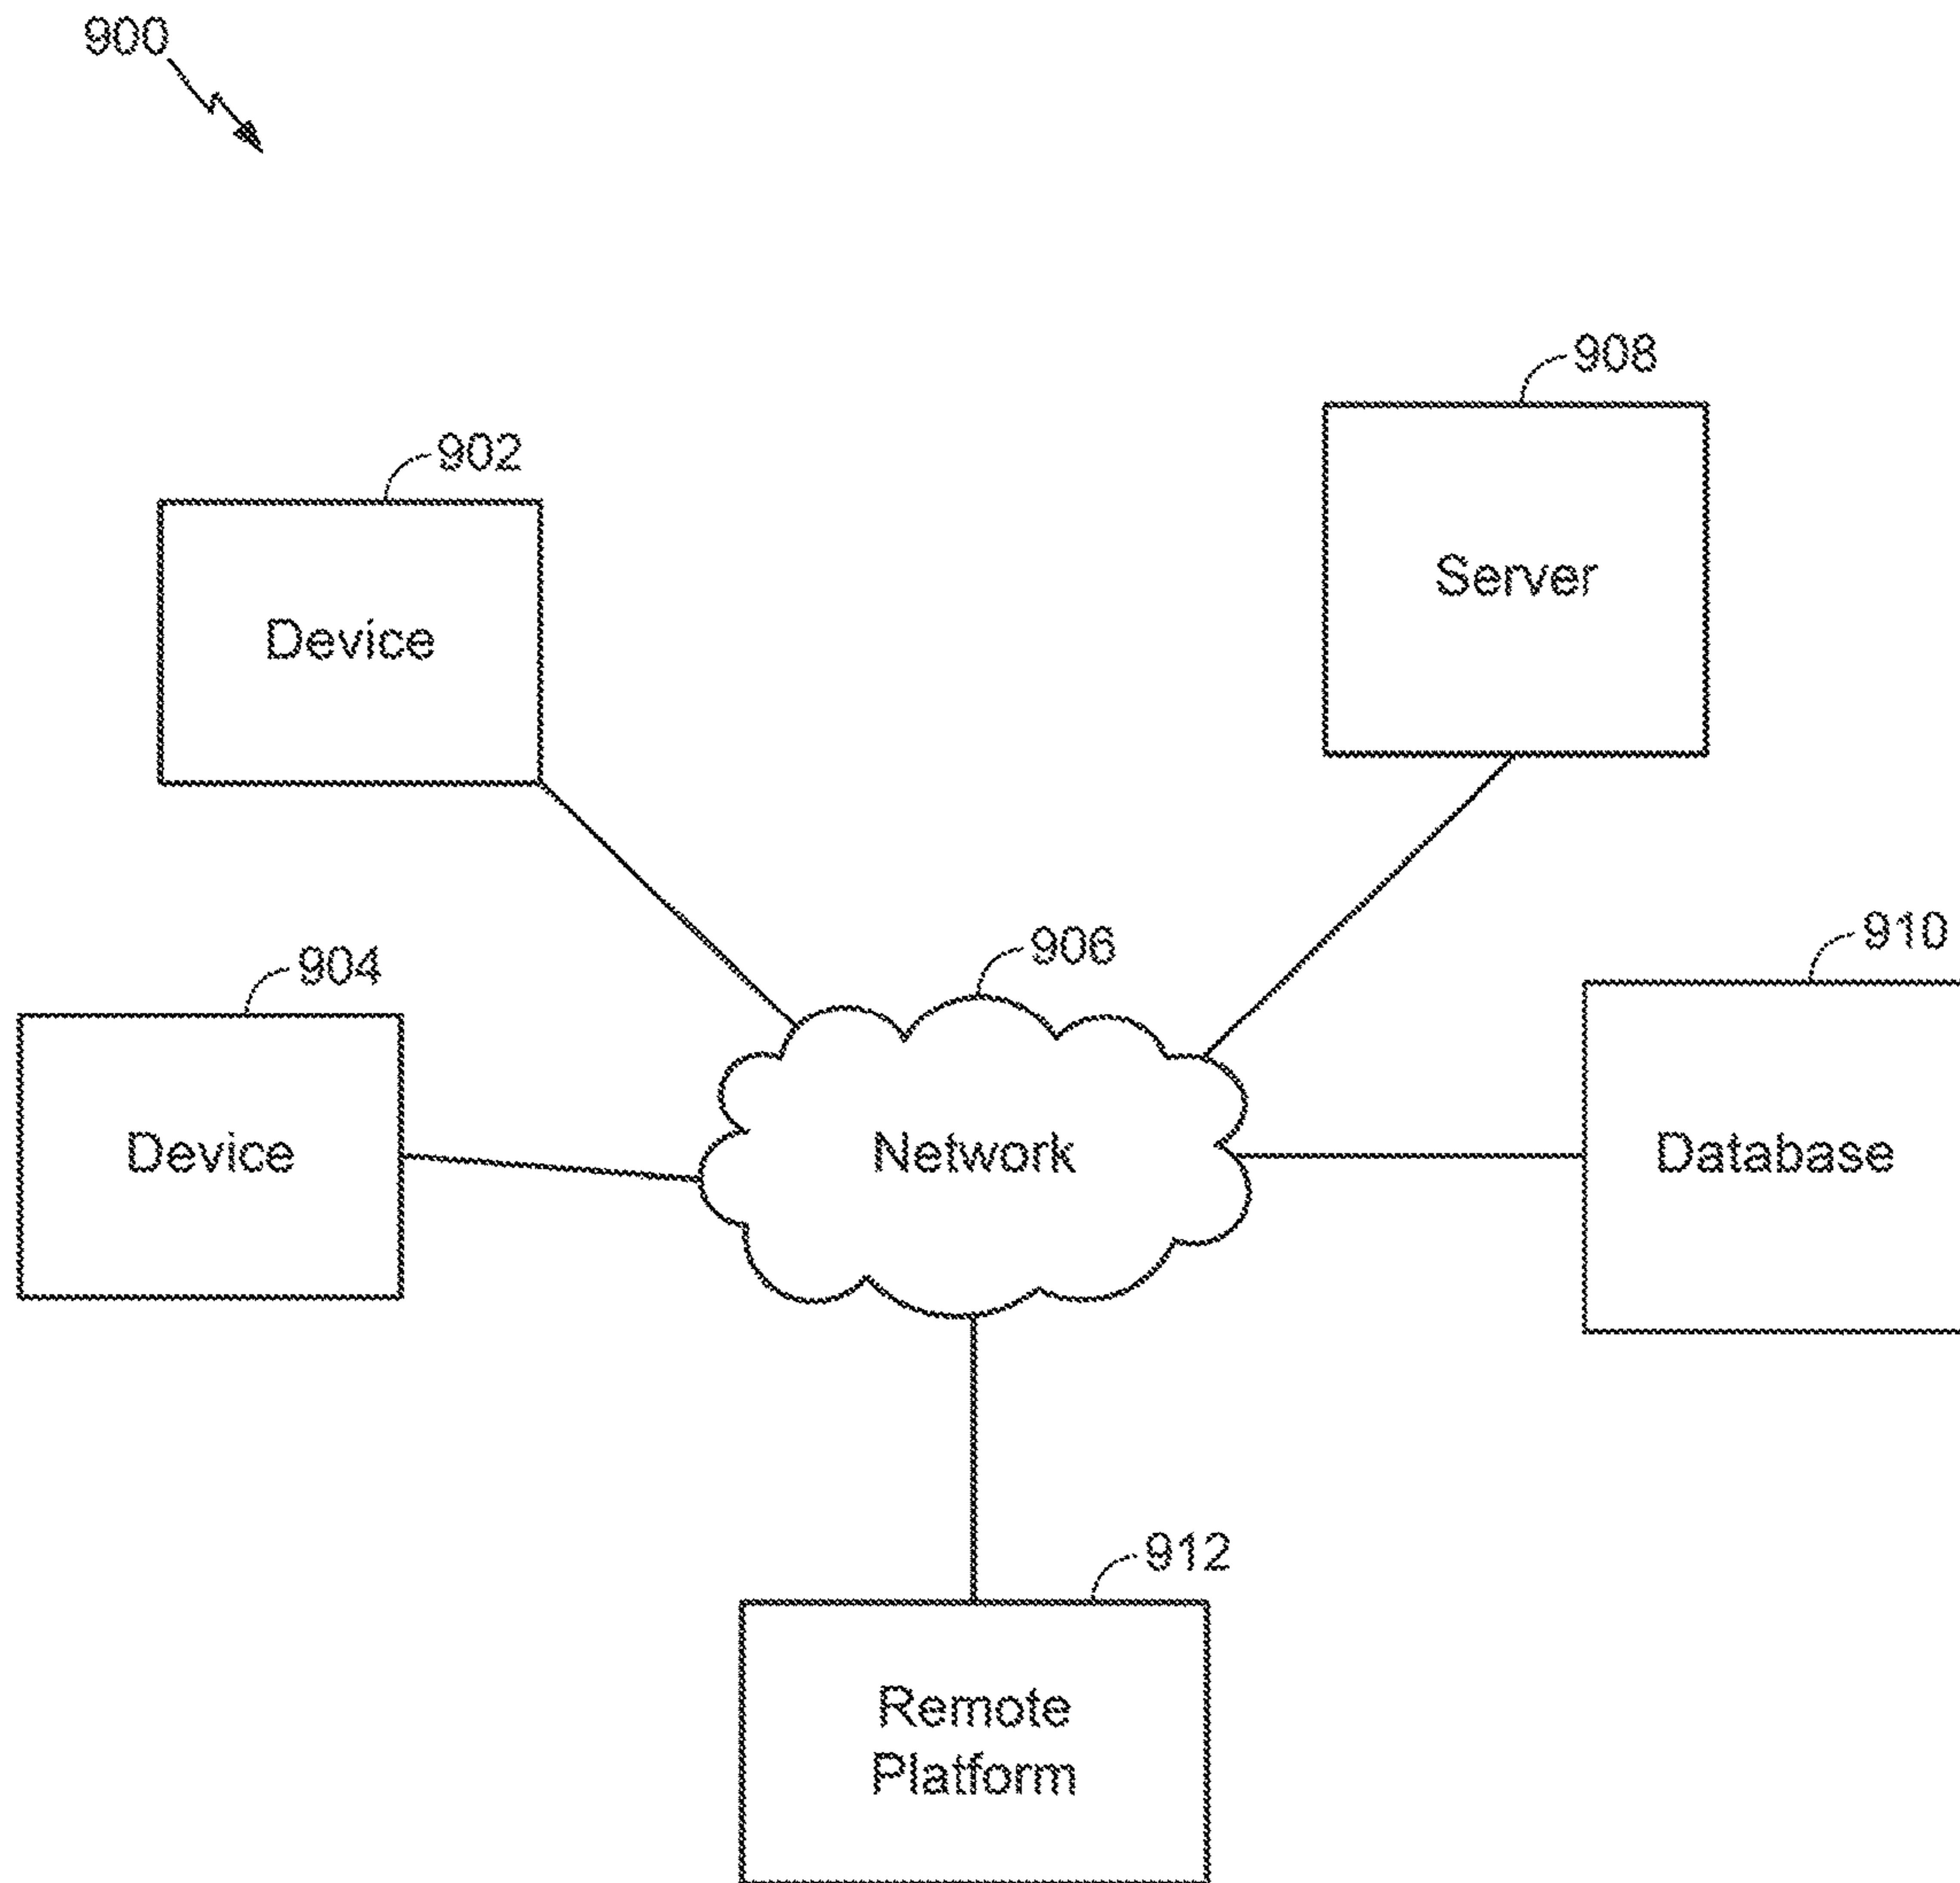 900
908
902
Server
Device
910
906
904
Device
Network
Database
912
Remote
Platform